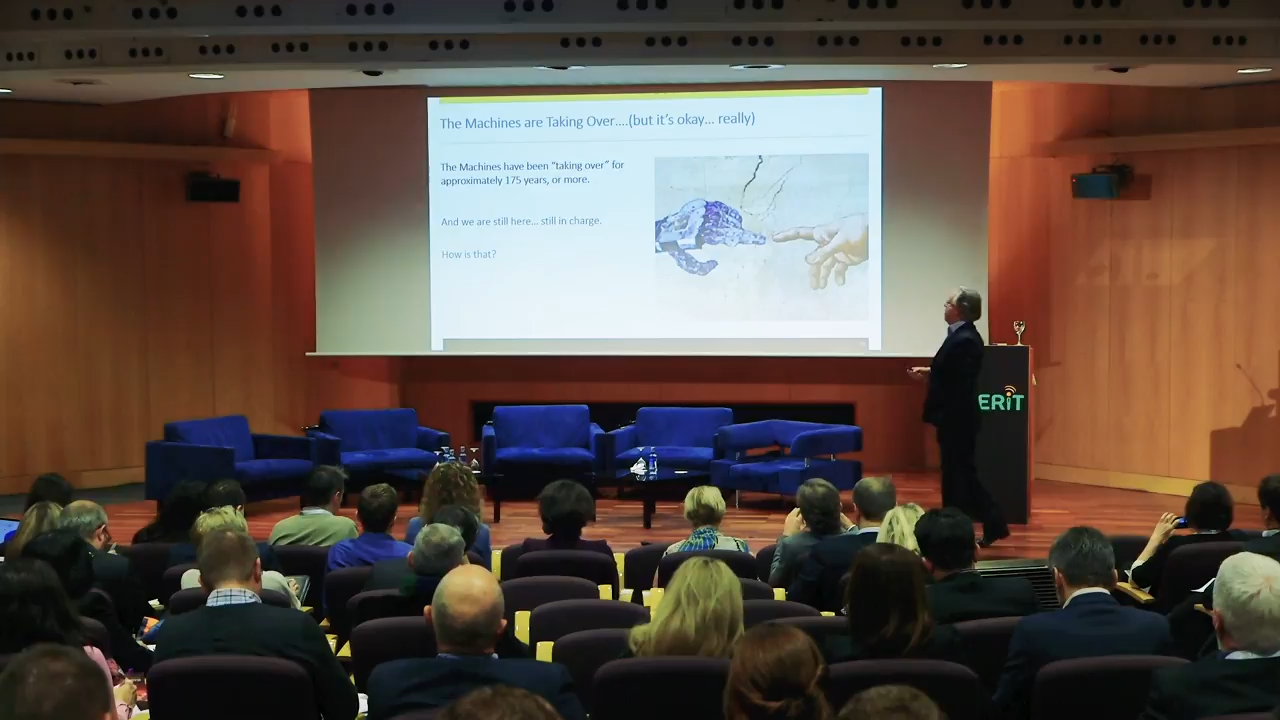 The Machines are Taking Over....(but it's okay... really)
The Machines have been "taking over" for
approximately 175 years, or more.
And we are still here... still in charge.
How is that?
ERiT